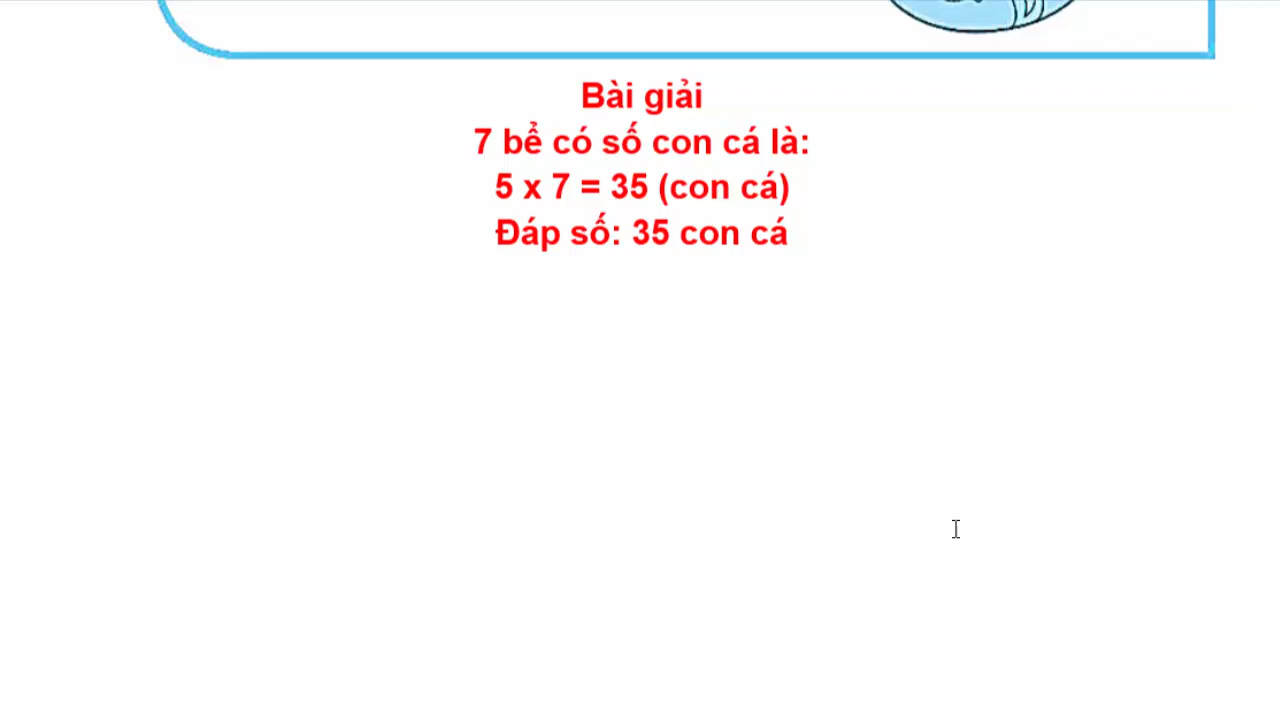 Bài giải
7 bể có số con cá là:
5 x 7 = 35 (con cá)
Đáp số: 35 con cá